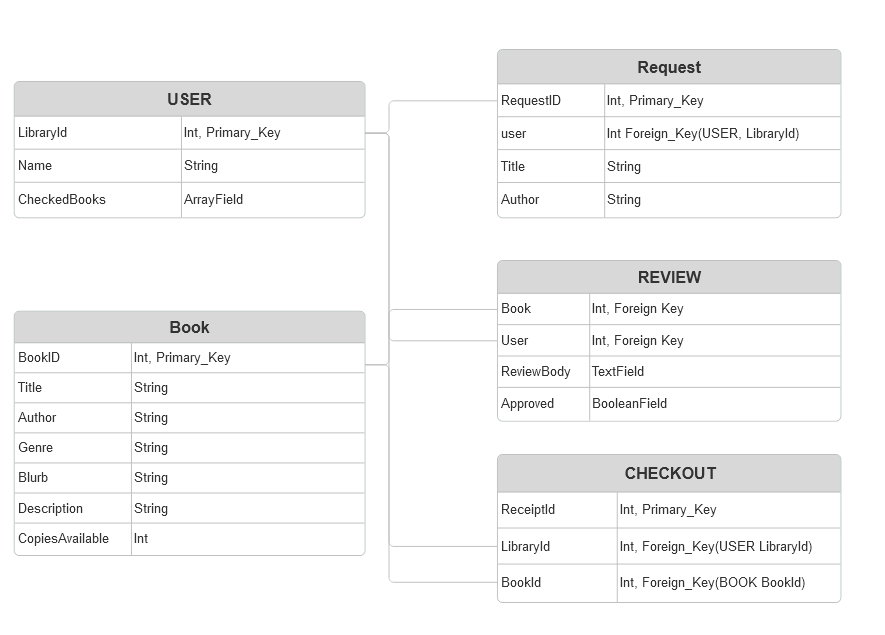 USER
LibraryId Int, Primary_Key
Name String
CheckedBooks ArrayField
Book
BookID Int, Primary_Key
Title String
Author String
Genre String
Blurb String
Description String
CopiesAvailable Int
Request
RequestID Int, Primary_Key
user Int Foreign_Key(USER, LibraryId)
Title String
Author String
REVIEW
Book Int, Foreign Key
User Int, Foreign Key
ReviewBody TextField
Approved BooleanField
CHECKOUT
ReceiptId Int, Primary_Key
LibraryId Int, Foreign_Key(USER LibraryId)
BookId Int, Foreign_Key(BOOK BookId)